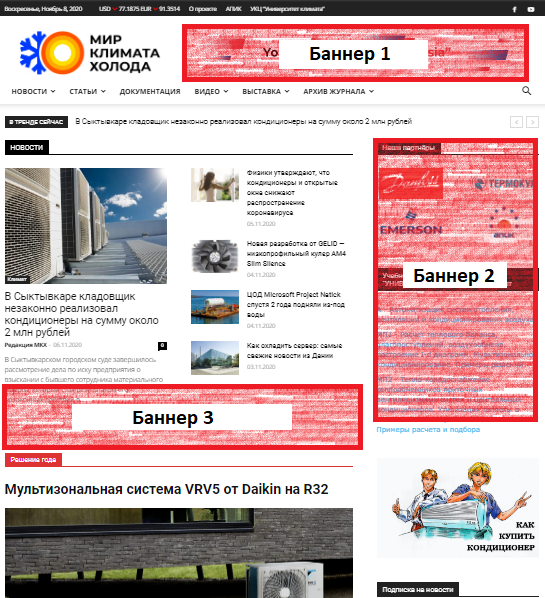 Воскресенье, Ноябрь 8, 2020 USD 77.1875 EUR 91.3514 О проекте АПИК УКЦ "Университет климата"
МИР
КЛИМАТА
ХОЛОДА
Баннер 1
НОВОСТИ СТАТЬИ ДОКУМЕНТАЦИЯ ВИДЕО ВЫСТАВКА АРХИВ ЖУРНАЛА
В ТРЕНДЕ СЕЙЧАС В Сыктывкаре кладовщик незаконно реализовал кондиционеры на сумму около 2 млн рублей
НОВОСТИ
Климат
В Сыктывкаре кладовщик
незаконно реализовал
кондиционеры на сумму около
2 млн рублей
Редакция МКХ - 06.11.2020 0
В Сыктывкарском городском суде завершилось
рассмотрение дела по иску предприятия о
взыскании с бывшего сотрудника материального
Физики утверждают, что
кондиционеры и открытые
окна снижают
распространение
коронавируса
05.11.2020
Новая разработка от GELID —
низкопрофильный кулер AM4
Slim Silence
04.11.2020
ЦОД Microsoft Project Natick
спустя 2 года подняли из-под
воды
04.11.2020
Как охладить сервер: самые
свежие новости из Дании
03.11.2020
Наши партнёры
Danfoss
ТЕРМОКУЛ
EMERSON
АПИК
Баннер 2
Примеры расчета и подбора
Баннер 3
Решение года
Мультизональная система VRV5 от Daikin на R32
КАК
КУПИТЬ
КОНДИЦИОНЕР
Подписка на новости